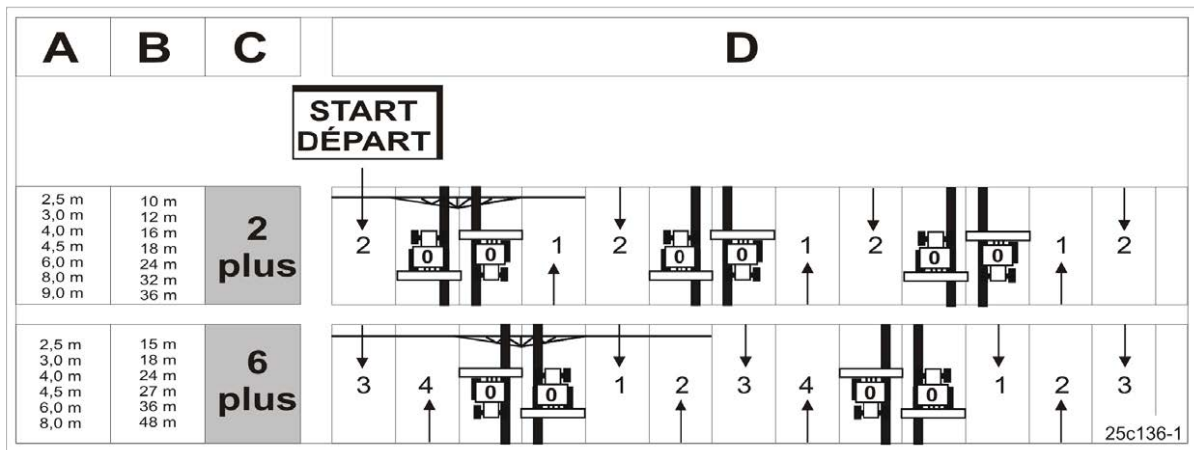 A B C D
START
DÉPART
2,5 m 10 m
3,0 m 12 m
4,0 m 16 m
4,5 m 18 m
6,0 m 24 m
8,0 m 32 m
9,0 m 36 m
2
plus
2 0 0 1 2 0 0 1 2 0 0 1 2
2,5 m 15 m
3,0 m 18 m
4,0 m 24 m
4,5 m 27 m
6,0 m 36 m
8,0 m 48 m
6
plus
3 4 0 0 1 2 3 4 0 0 1 2 3
25c136-1